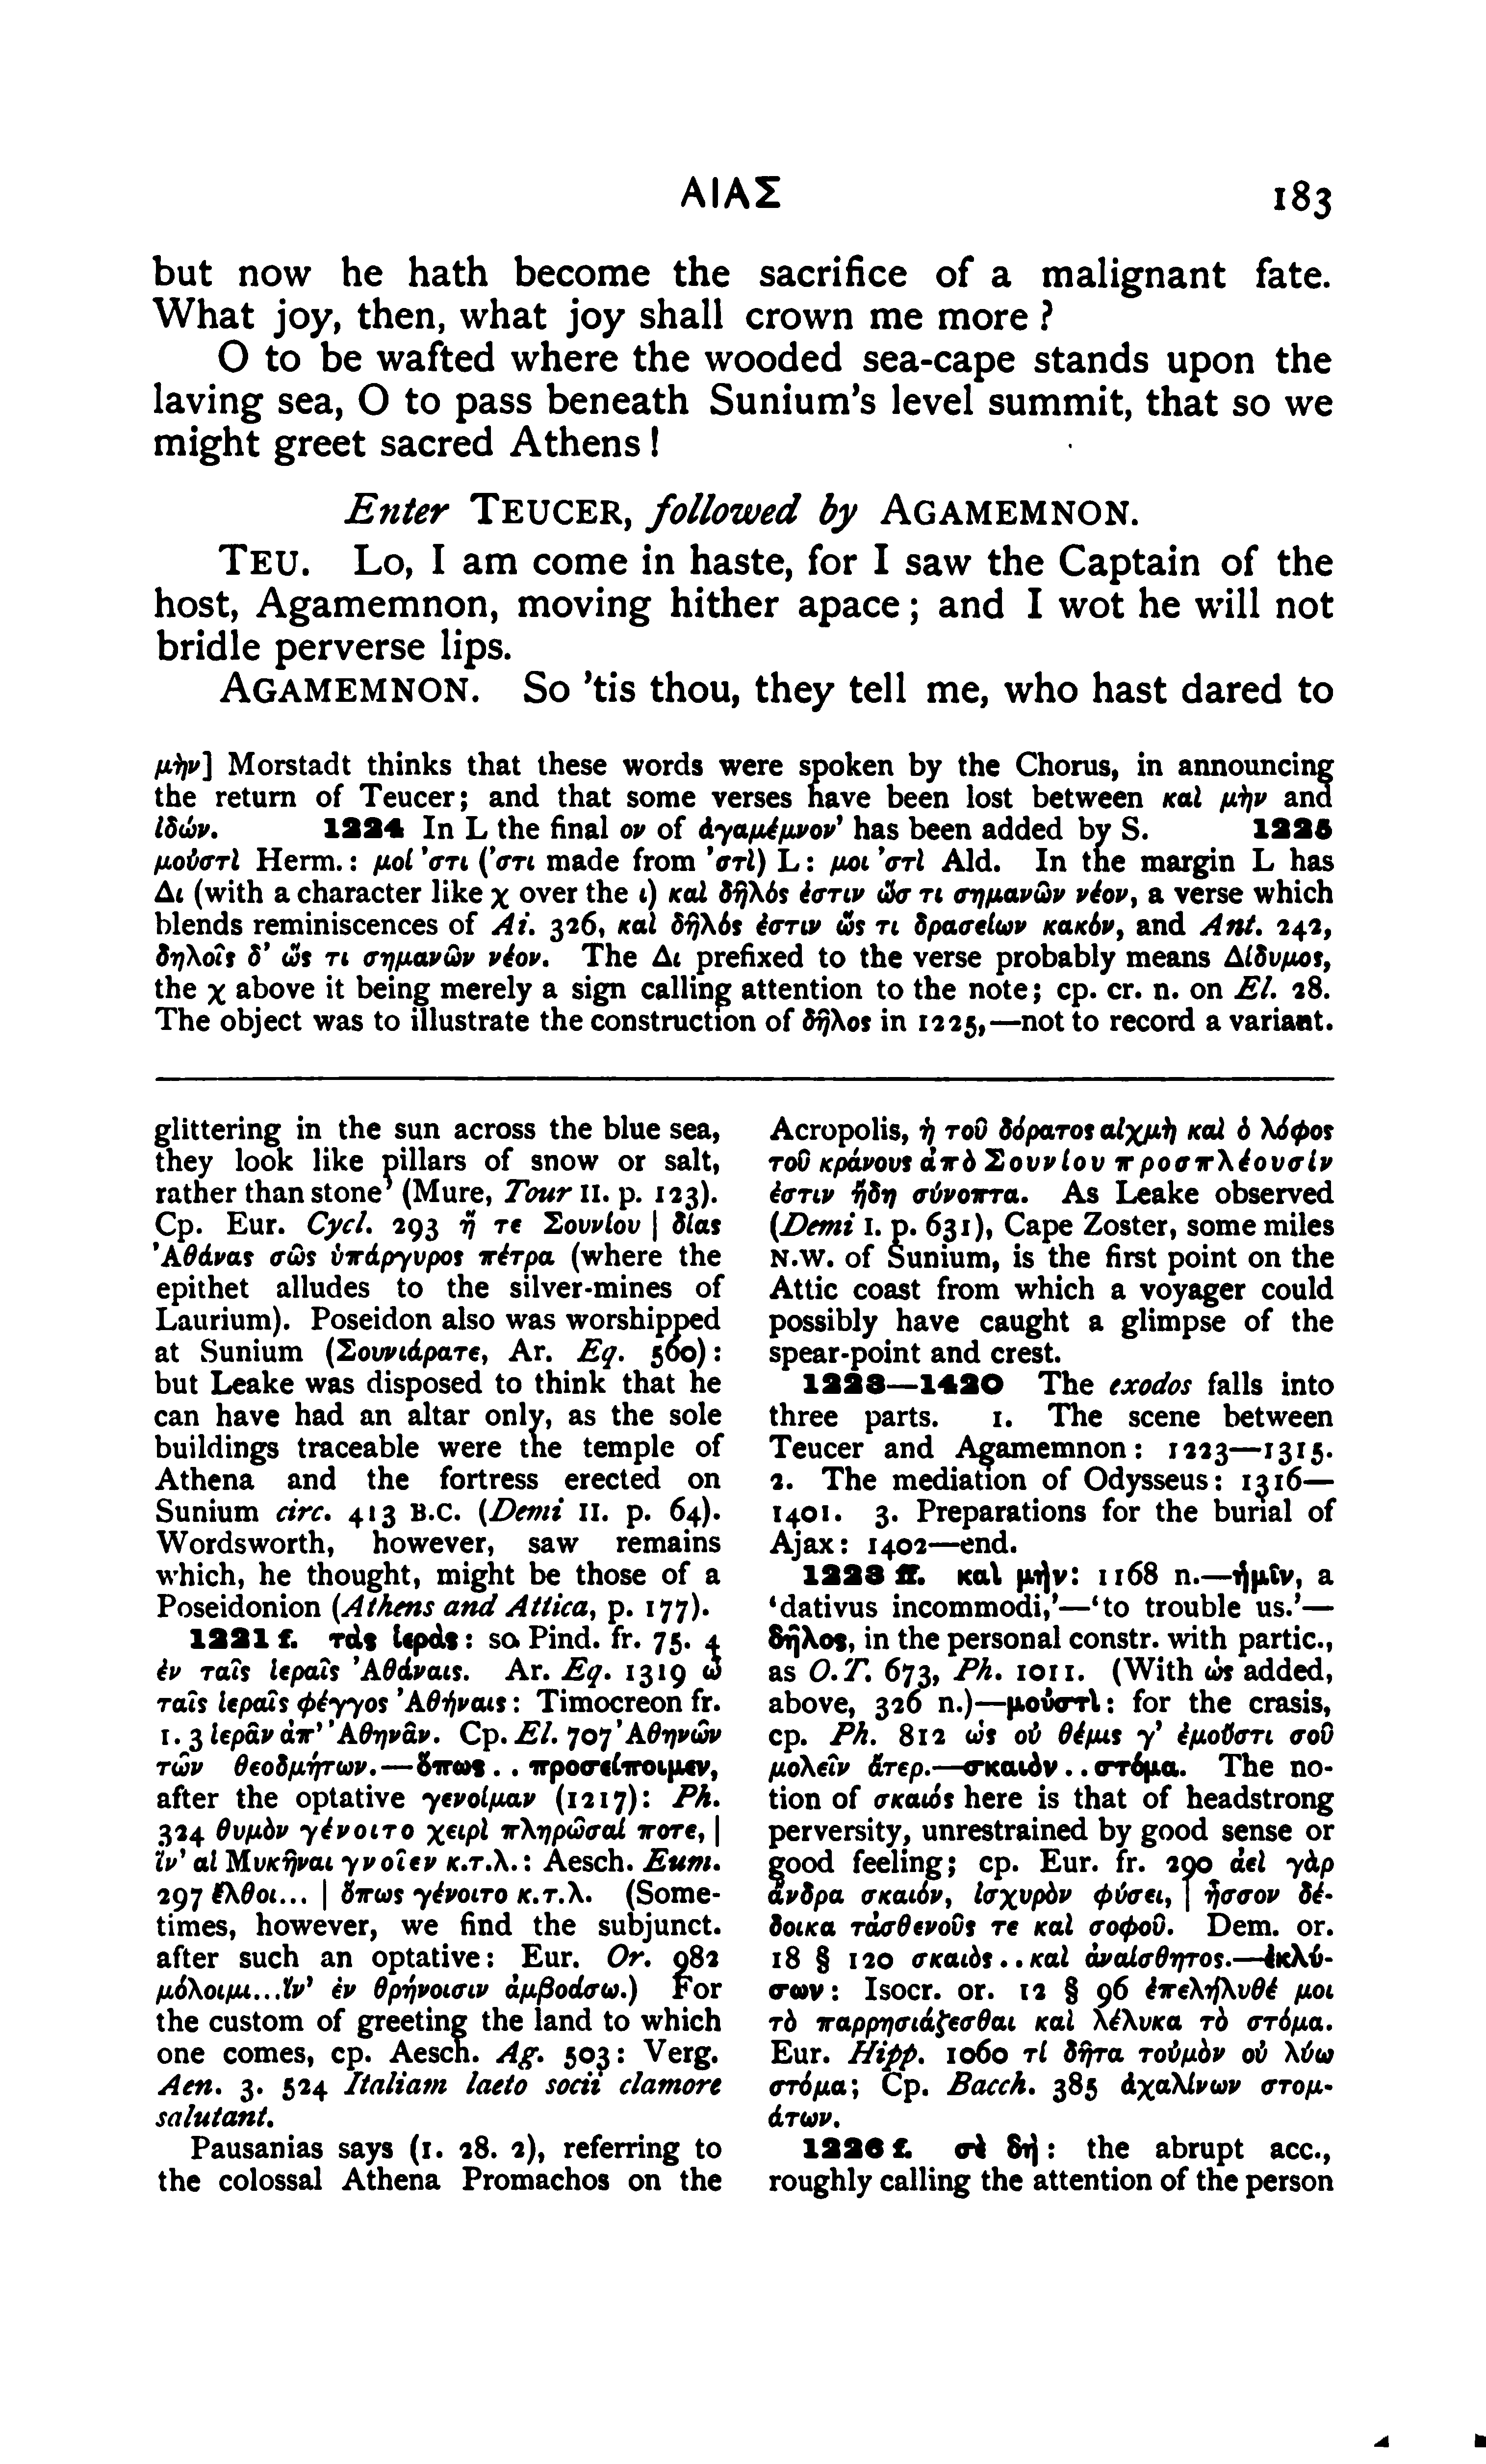 ΑΙΑΣ 183
but now he hath become the sacrifice of a malignant fate.
What joy, then, what joy shall crown me more?
O to be wafted where the wooded sea-cape stands upon the
laving sea, O to pass beneath Sunium's level summit, that so we
might greet sacred Athens!
Enter TEUCER, followed by AGAMEMNON.
TEU. Lo, I am come in haste, for I saw the Captain of the
host, Agamemnon, moving hither apace; and I wot he will not
bridle perverse lips.
AGAMEMNON. So 'tis thou, they tell me, who hast dared to
μὴν] Morstadt thinks that these words were spoken by the Chorus, in announcing
the return of Teucer; and that some verses have been lost between καὶ μὴν and
ἰδών. 1224 In L the final ον of ἀγαμέμνον' has been added by S. 1225
μοὐστὶ Herm.: μοί 'στι ('στι made from 'στὶ) L: μοι 'στὶ Ald. In the margin L has
Δι (with a character like χ over the ι) καὶ δῆλός ἐστιν ὥσ τι σημανῶν νέον, a verse which
blends reminiscences of Ai. 326, καὶ δῆλός ἐστιν ὥς τι δρασείων κακόν, and Ant. 242,
δηλοῖς δ' ὥς τι σημανῶν νέον. The Δι prefixed to the verse probably means Δίδυμος,
the χ above it being merely a sign calling attention to the note; cp. cr. n. on El. 28.
The object was to illustrate the construction of δῆλος in 1225,—not to record a variant.
glittering in the sun across the blue sea,
they look like pillars of snow or salt,
rather than stone' (Mure, Tour II. p. 123).
Cp. Eur. Cycl. 293 ἥ τε Σουνίου | δίας
Ἀθάνας σῶς ὑπάργυρος πέτρα (where the
epithet alludes to the silver-mines of
Laurium). Poseidon also was worshipped
at Sunium (Σουνιάρατε, Ar. Eq. 560):
but Leake was disposed to think that he
can have had an altar only, as the sole
buildings traceable were the temple of
Athena and the fortress erected on
Sunium circ. 413 B.C. (Demi II. p. 64).
Wordsworth, however, saw remains
which, he thought, might be those of a
Poseidonion (Athens and Attica, p. 177).
1221 f. τὰς ἱερὰς: so Pind. fr. 75. 4
ἐν ταῖς ἱεραῖς Ἀθάναις. Ar. Eq. 1319 ὦ
ταῖς ἱεραῖς φέγγος Ἀθήναις: Timocreon fr.
1. 3 ἱερᾶν ἀπ' Ἀθηνᾶν. Cp. El. 707 Ἀθηνῶν
τῶν θεοδμήτων.—ὅπως . . προσείποιμεν,
after the optative γενοίμαν (1217): Ph.
324 θυμὸν γένοιτο χειρὶ πληρῶσαί ποτε, |
ἵν' αἱ Μυκῆναι γνοῖεν κ.τ.λ.: Aesch. Eum.
297 ἔλθοι... | ὅπως γένοιτο κ.τ.λ. (Some-
times, however, we find the subjunct.
after such an optative: Eur. Or. 982
μόλοιμι...ἵν' ἐν θρήνοισιν ἀμβοάσω.) For
the custom of greeting the land to which
one comes, cp. Aesch. Ag. 503: Verg.
Aen. 3. 524 Italiam laeto socii clamore
salutant.
Pausanias says (1. 28. 2), referring to
the colossal Athena Promachos on the
Acropolis, ἡ τοῦ δόρατος αἰχμὴ καὶ ὁ λόφος
τοῦ κράνους ἀπὸ Σουνίου προσπλέουσίν
ἐστιν ἤδη σύνοπτα. As Leake observed
(Demi I. p. 631), Cape Zoster, some miles
N.W. of Sunium, is the first point on the
Attic coast from which a voyager could
possibly have caught a glimpse of the
spear-point and crest.
1223—1420 The exodos falls into
three parts. 1. The scene between
Teucer and Agamemnon: 1223—1315.
2. The mediation of Odysseus: 1316—
1401. 3. Preparations for the burial of
Ajax: 1402—end.
1223 ff. καὶ μὴν: 1168 n.—ἡμῖν, a
'dativus incommodi,'—'to trouble us.'—
δῆλος, in the personal constr. with partic.,
as O.T. 673, Ph. 1011. (With ὡς added,
above, 326 n.)—μοὐστὶ: for the crasis,
cp. Ph. 812 ὡς οὐ θέμις γ' ἐμοὔστι σοῦ
μολεῖν ἄτερ.—σκαιὸν . . στόμα. The no-
tion of σκαιός here is that of headstrong
perversity, unrestrained by good sense or
good feeling; cp. Eur. fr. 290 ἀεὶ γὰρ
ἄνδρα σκαιόν, ἰσχυρὸν φύσει, | ἧσσον δέ-
δοικα τἀσθενοῦς τε καὶ σοφοῦ. Dem. or.
18 § 120 σκαιὸς . . καὶ ἀναίσθητος.—ἐκλύ-
σων: Isocr. or. 12 § 96 ἐπελήλυθέ μοι
τὸ παρρησιάζεσθαι καὶ λέλυκα τὸ στόμα.
Eur. Hipp. 1060 τί δῆτα τοὐμὸν οὐ λύω
στόμα; Cp. Bacch. 385 ἀχαλίνων στομ-
άτων.
1226 f. σὲ δὴ: the abrupt acc.,
roughly calling the attention of the person